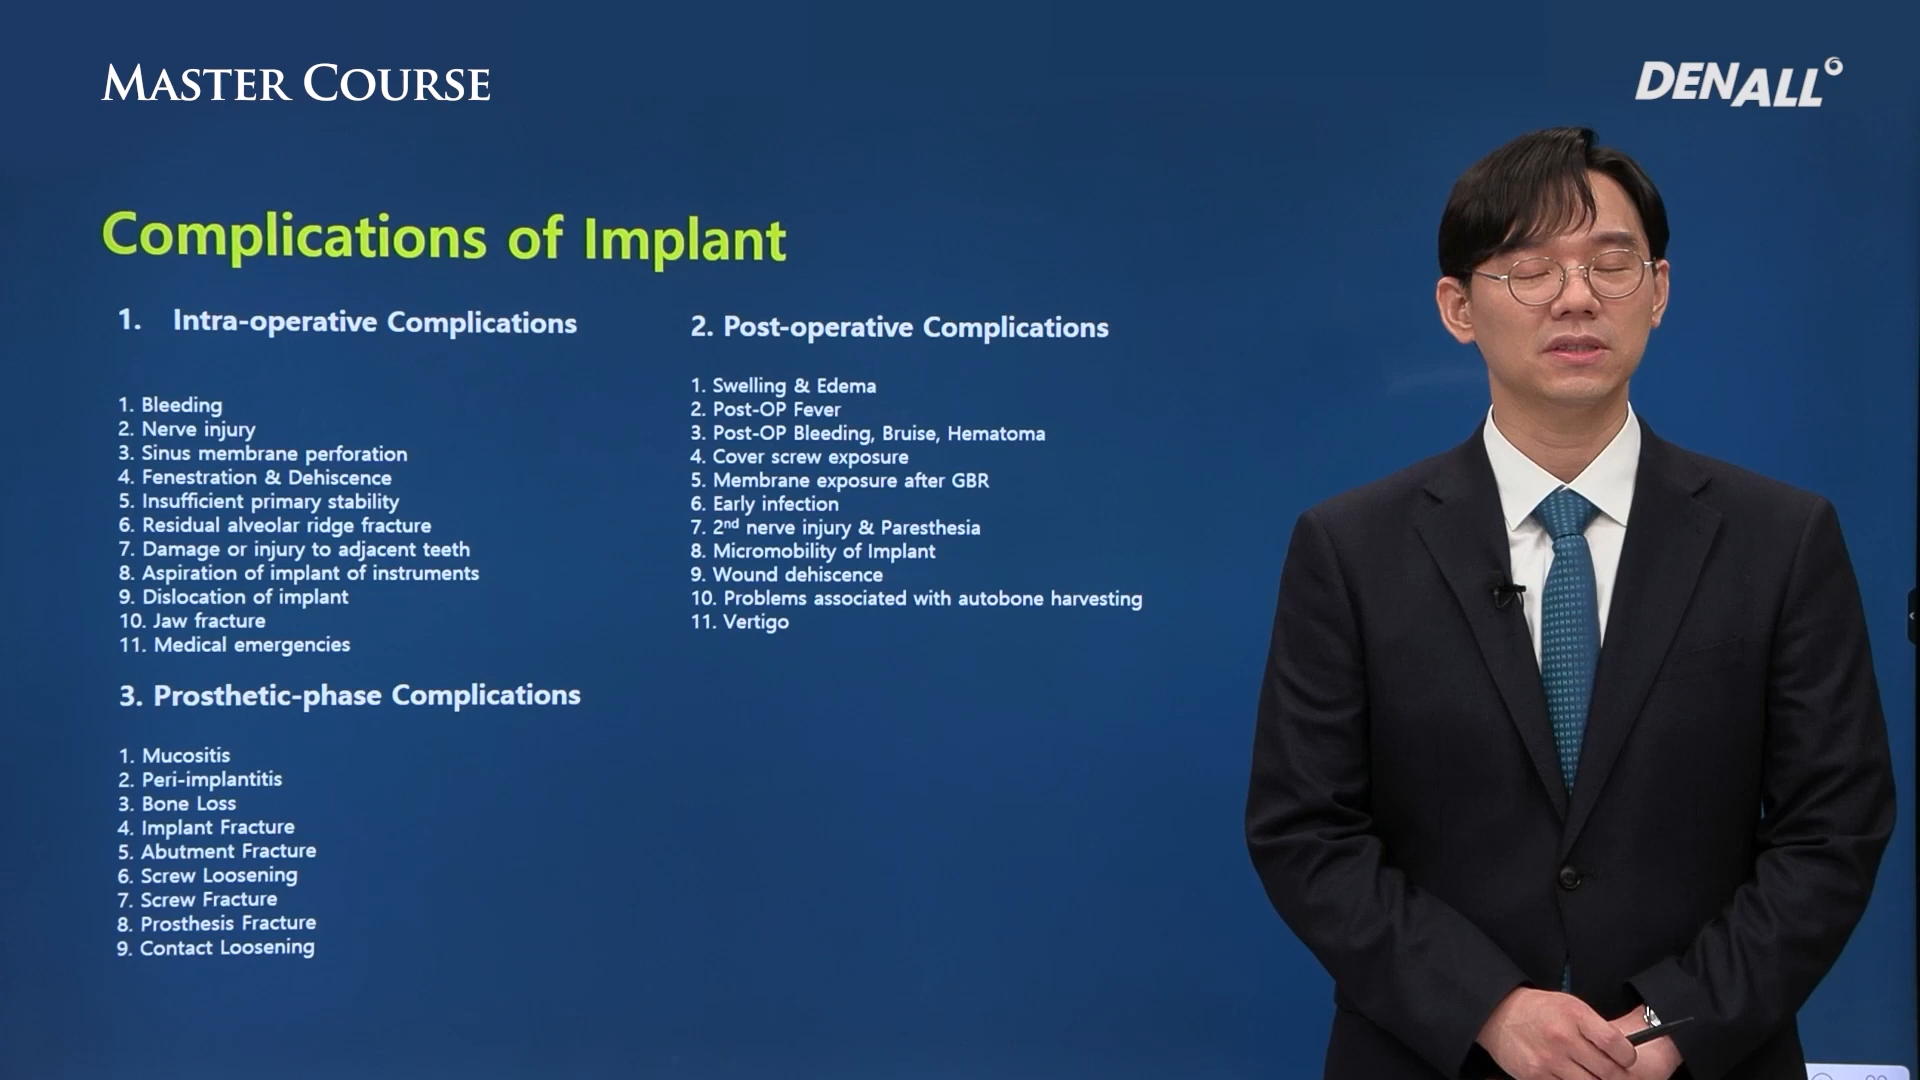 MASTER COURSE
DENALL
Complications of Implant
1. Intra-operative Complications
1. Bleeding
2. Nerve injury
3. Sinus membrane perforation
4. Fenestration & Dehiscence
5. Insufficient primary stability
6. Residual alveolar ridge fracture
7. Damage or injury to adjacent teeth
8. Aspiration of implant of instruments
9. Dislocation of implant
10. Jaw fracture
11. Medical emergencies
2. Post-operative Complications
1. Swelling & Edema
2. Post-OP Fever
3. Post-OP Bleeding, Bruise, Hematoma
4. Cover screw exposure
5. Membrane exposure after GBR
6. Early infection
7. 2nd nerve injury & Paresthesia
8. Micromobility of Implant
9. Wound dehiscence
10. Problems associated with autobone harvesting
11. Vertigo
3. Prosthetic-phase Complications
1. Mucositis
2. Peri-implantitis
3. Bone Loss
4. Implant Fracture
5. Abutment Fracture
6. Screw Loosening
7. Screw Fracture
8. Prosthesis Fracture
9. Contact Loosening